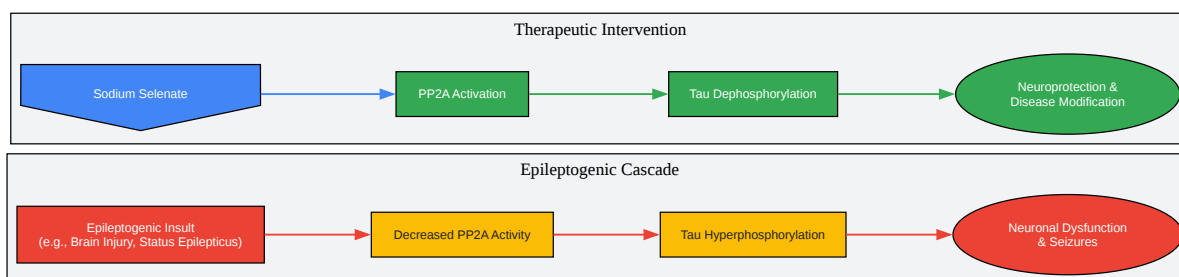 Therapeutic Intervention
Sodium Selenate
PP2A Activation
Tau Dephosphorylation
Neuroprotection &
Disease Modification
Epileptogenic Cascade
Epileptogenic Insult
(e.g., Brain Injury, Status Epilepticus)
Decreased PP2A Activity
Tau Hyperphosphorylation
Neuronal Dysfunction
& Seizures